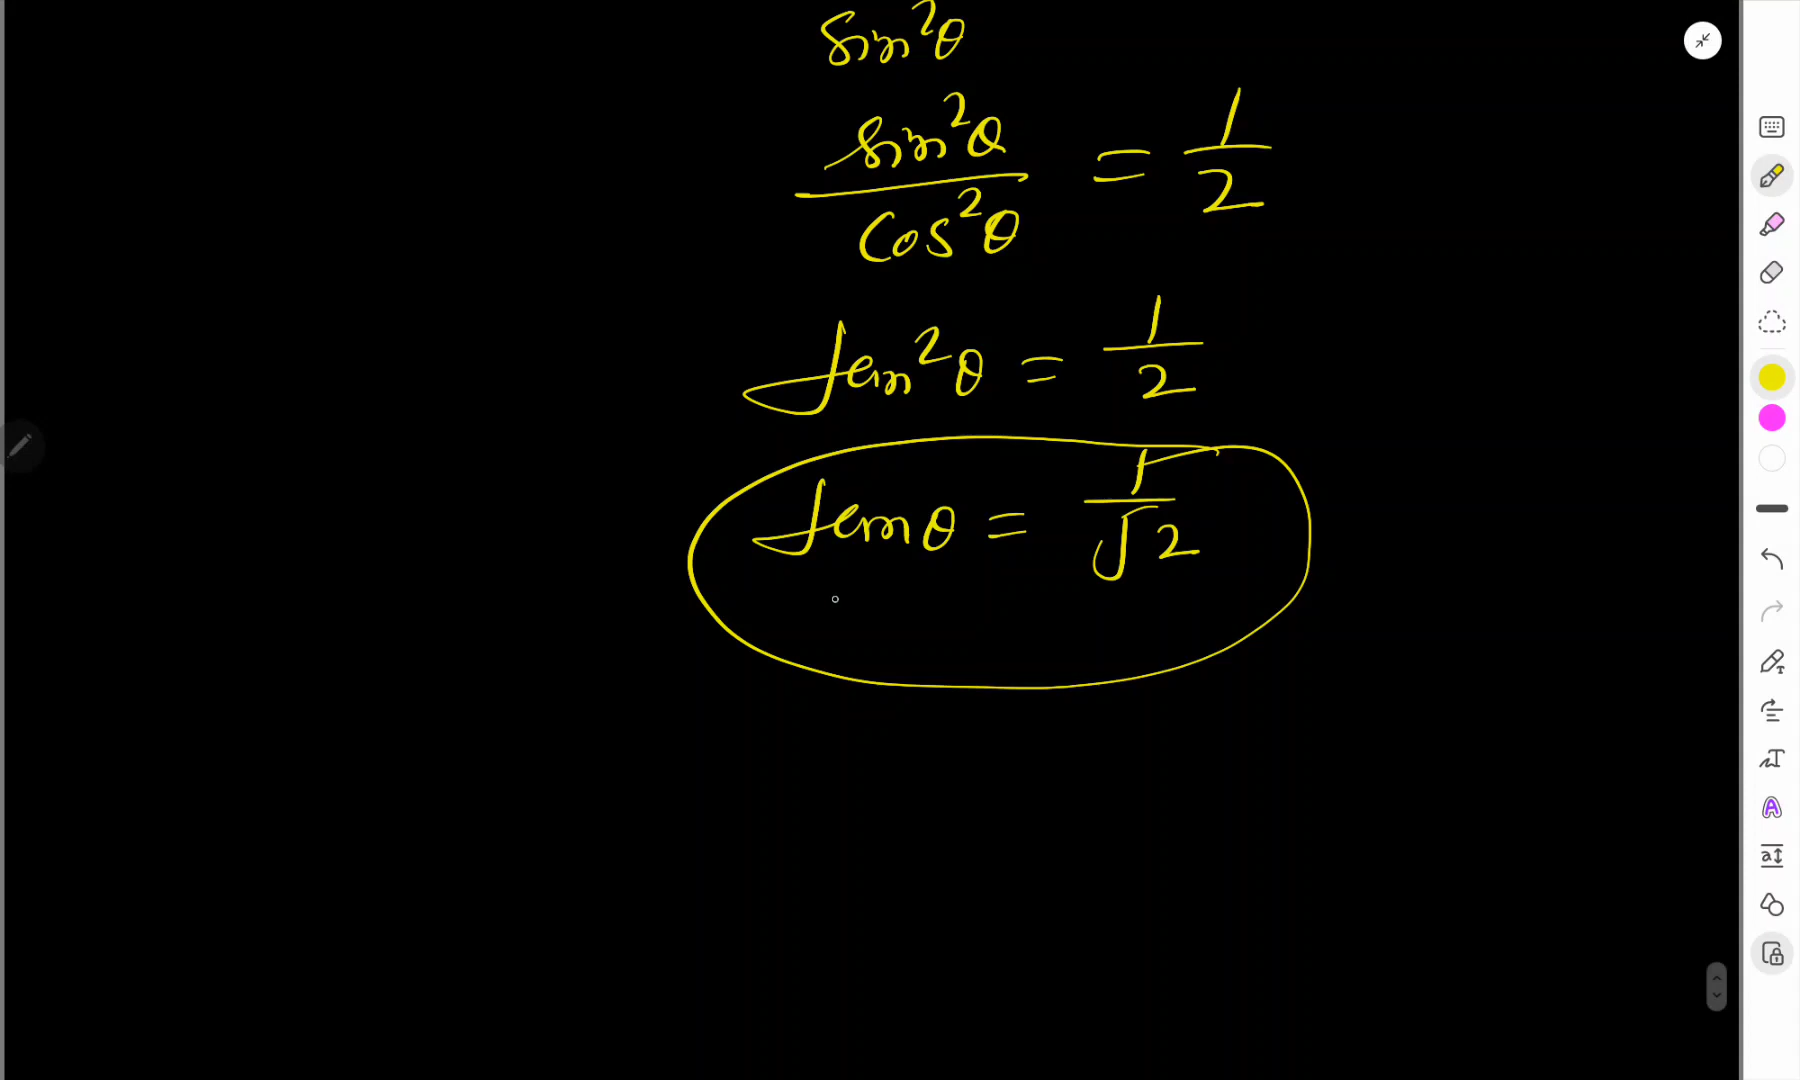 sin²θ
sin²θ / cos²θ = 1/2
tan²θ = 1/2
tanθ = 1/√2